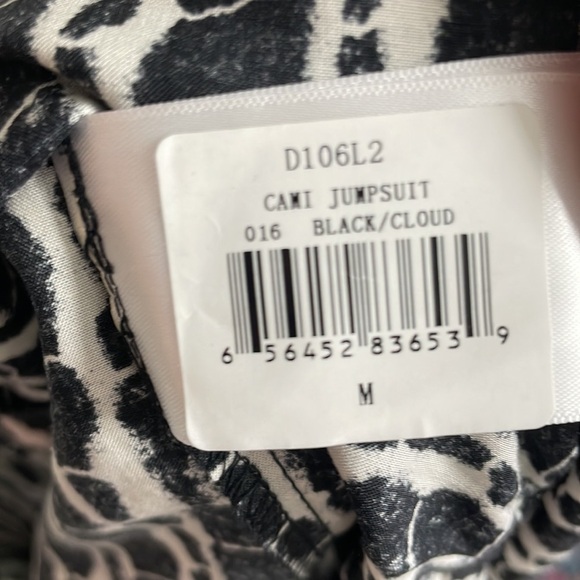 D106L2
CAMI JUMPSUIT
016 BLACK/CLOUD
6 56452 83653 9
M